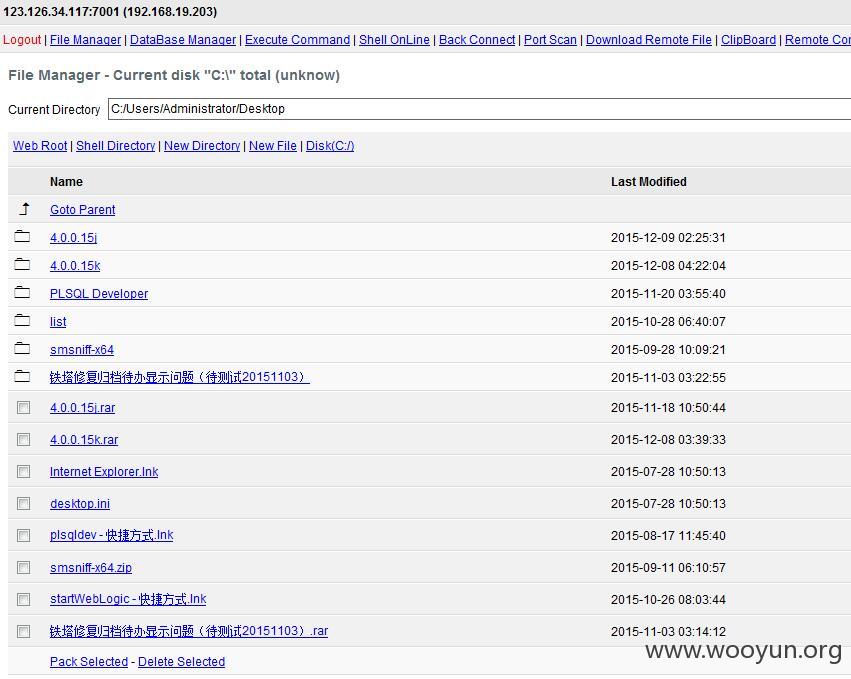 123.126.34.117:7001 (192.168.19.203)
Logout | File Manager | DataBase Manager | Execute Command | Shell OnLine | Back Connect | Port Scan | Download Remote File | ClipBoard | Remote Con
File Manager - Current disk "C:\" total (unknow)
Current Directory C:/Users/Administrator/Desktop
Web Root | Shell Directory | New Directory | New File | Disk(C:/)
Name Last Modified
Goto Parent
4.0.0.15j 2015-12-09 02:25:31
4.0.0.15k 2015-12-08 04:22:04
PLSQL Developer 2015-11-20 03:55:40
list 2015-10-28 06:40:07
smsniff-x64 2015-09-28 10:09:21
铁塔修复归档待办显示问题（待测试20151103） 2015-11-03 03:22:55
4.0.0.15j.rar 2015-11-18 10:50:44
4.0.0.15k.rar 2015-12-08 03:39:33
Internet Explorer.lnk 2015-07-28 10:50:13
desktop.ini 2015-07-28 10:50:13
plsqldev - 快捷方式.lnk 2015-08-17 11:45:40
smsniff-x64.zip 2015-09-11 06:10:57
startWebLogic - 快捷方式.lnk 2015-10-26 08:03:44
铁塔修复归档待办显示问题（待测试20151103）.rar 2015-11-03 03:14:12
Pack Selected - Delete Selected
www.wooyun.org